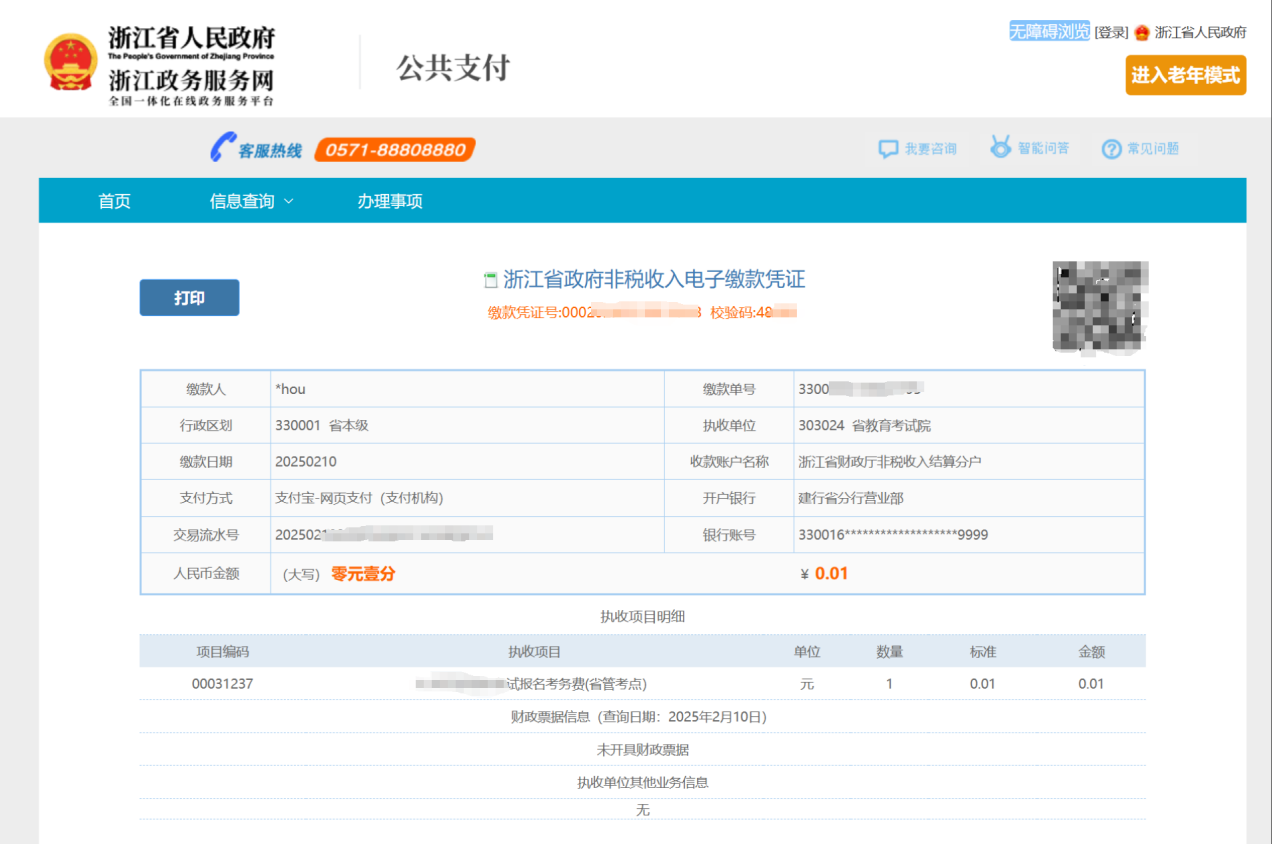 浙江省人民政府
The People's Government of Zhejiang Province
浙江政务服务网
全国一体化在线政务服务平台
公共支付
无障碍浏览 [登录] 浙江省人民政府
进入老年模式
客服热线 0571-88808880
我要咨询 智能问答 常见问题
首页 信息查询 办理事项
打印
浙江省政府非税收入电子缴款凭证
缴款凭证号:0002 3 校验码:48
缴款人 *hou 缴款单号 3300
行政区划 330001 省本级 执收单位 303024 省教育考试院
缴款日期 20250210 收款账户名称 浙江省财政厅非税收入结算分户
支付方式 支付宝-网页支付 (支付机构) 开户银行 建行省分行营业部
交易流水号 202502 银行账号 330016*******************9999
人民币金额 (大写) 零元壹分 ¥ 0.01
执收项目明细
项目编码 执收项目 单位 数量 标准 金额
00031237 试报名考务费(省管考点) 元 1 0.01 0.01
财政票据信息 (查询日期: 2025年2月10日)
未开具财政票据
执收单位其他业务信息
无